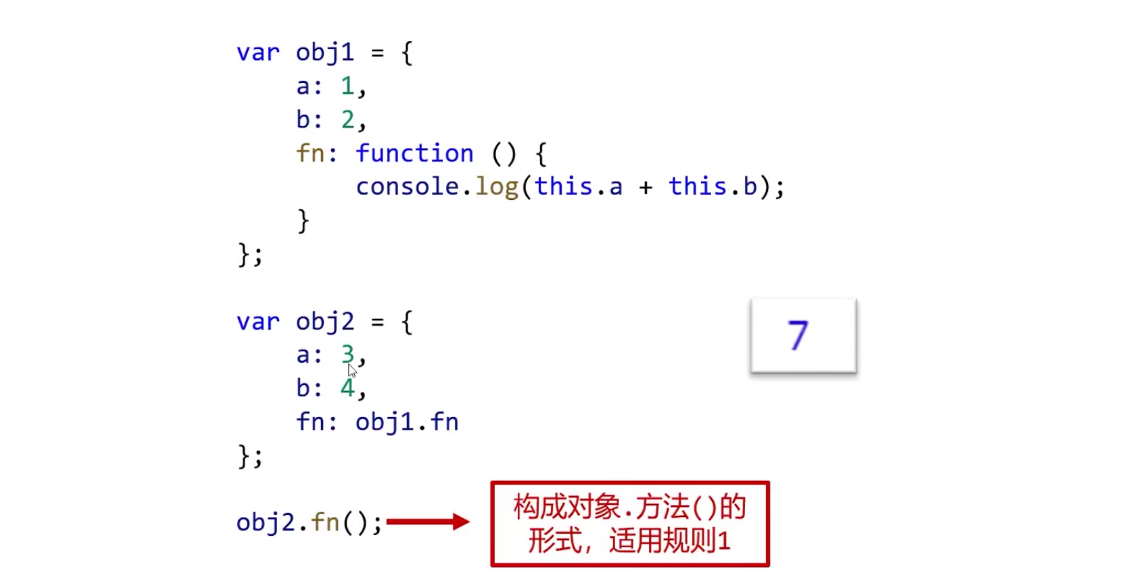 var obj1 = {
    a: 1,
    b: 2,
    fn: function () {
        console.log(this.a + this.b);
    }
};
var obj2 = {
    a: 3,
    b: 4,
    fn: obj1.fn
};
7
obj2.fn();
构成对象.方法()的
形式，适用规则1